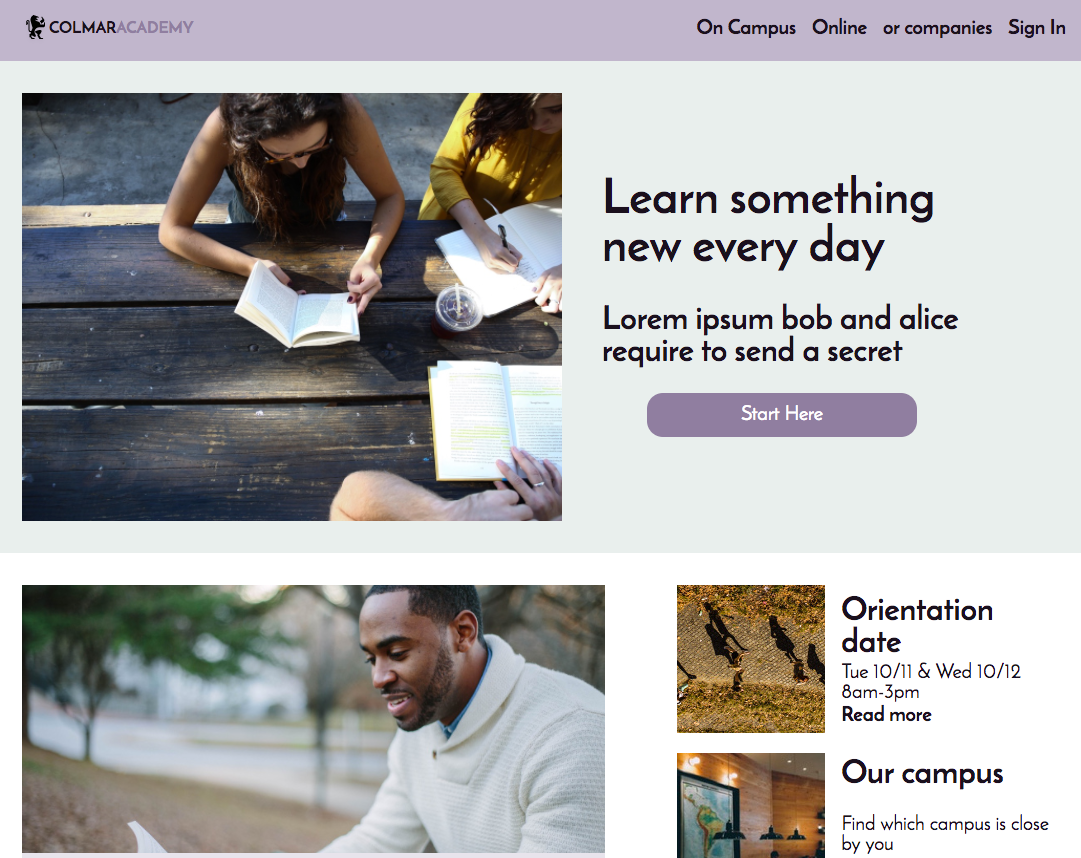 COLMARACADEMY
On Campus Online or companies Sign In
Learn something
new every day
Lorem ipsum bob and alice
require to send a secret
Start Here
Orientation
date
Tue 10/11 & Wed 10/12
8am-3pm
Read more
Our campus
Find which campus is close
by you